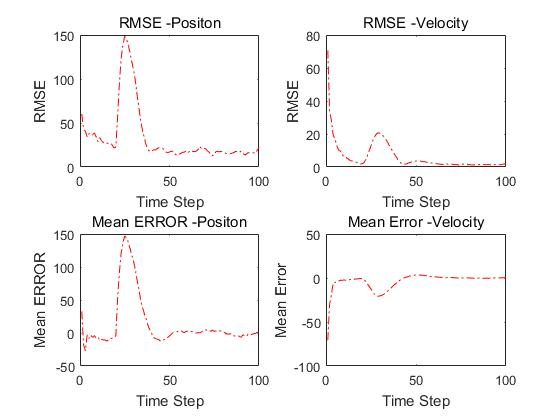 RMSE -Positon
150
100
50
0
RMSE
0
50
100
Time Step
RMSE -Velocity
80
60
40
20
0
RMSE
0
50
100
Time Step
Mean ERROR -Positon
150
100
50
0
-50
Mean ERROR
0
50
100
Time Step
Mean Error -Velocity
50
0
-50
-100
Mean Error
0
50
100
Time Step